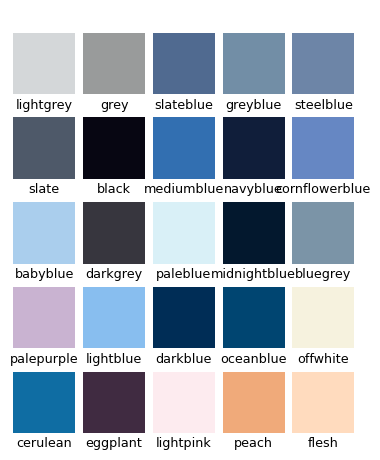 lightgrey grey slateblue greyblue steelblue
slate black mediumblue navyblue cornflowerblue
babyblue darkgrey paleblue midnightblue bluegrey
palepurple lightblue darkblue oceanblue offwhite
cerulean eggplant lightpink peach flesh